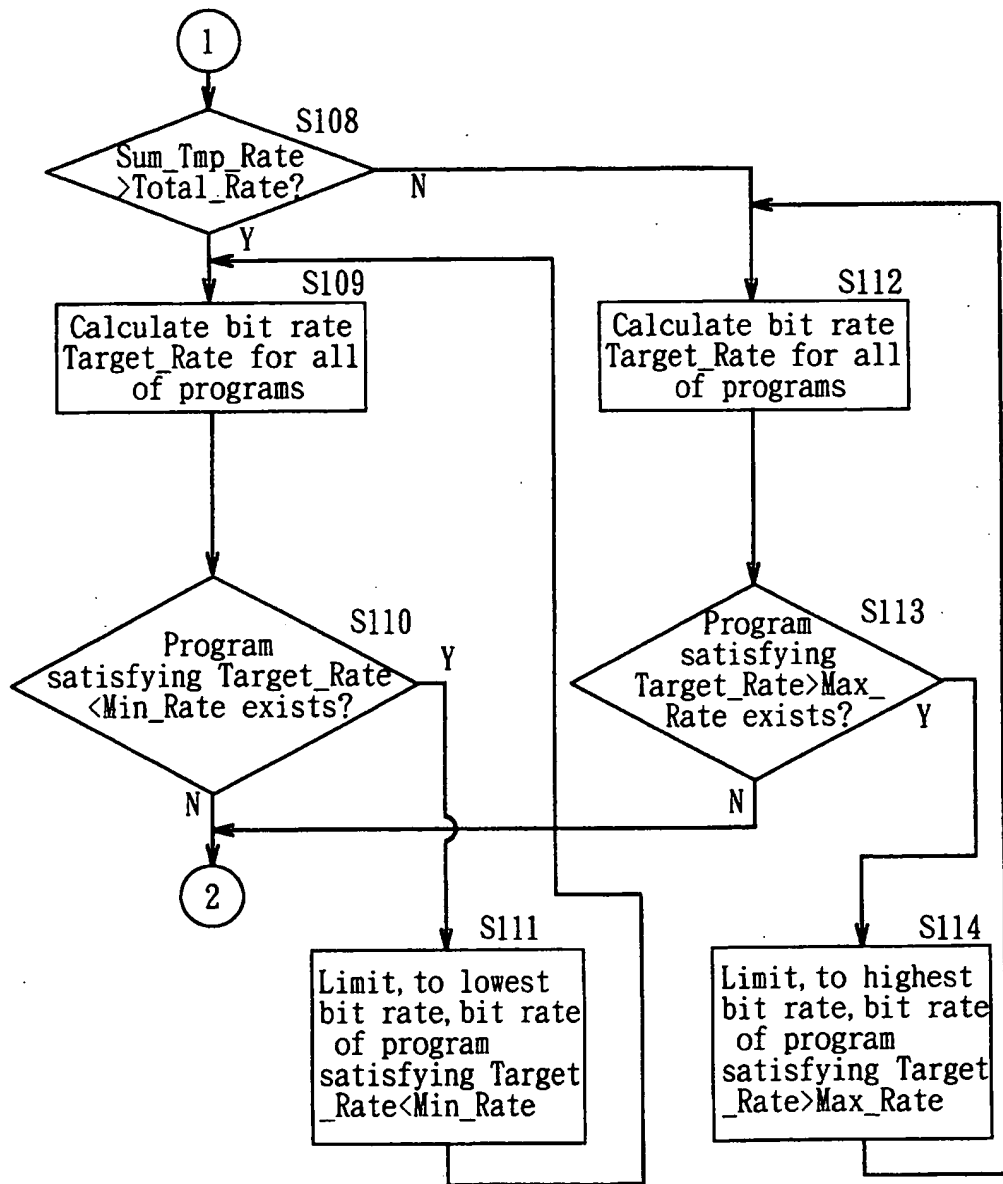 1
S108
Sum_Tmp_Rate
>Total_Rate?
N
Y
S109
Calculate bit rate
Target_Rate for all
of programs
S112
Calculate bit rate
Target_Rate for all
of programs
S110
Program
satisfying Target_Rate
<Min_Rate exists?
Y
N
S113
Program
satisfying
Target_Rate>Max_
Rate exists?
Y
N
2
S111
Limit, to lowest
bit rate, bit rate
of program
satisfying Target
_Rate<Min_Rate
S114
Limit, to highest
bit rate, bit rate
of program
satisfying Target
_Rate>Max_Rate